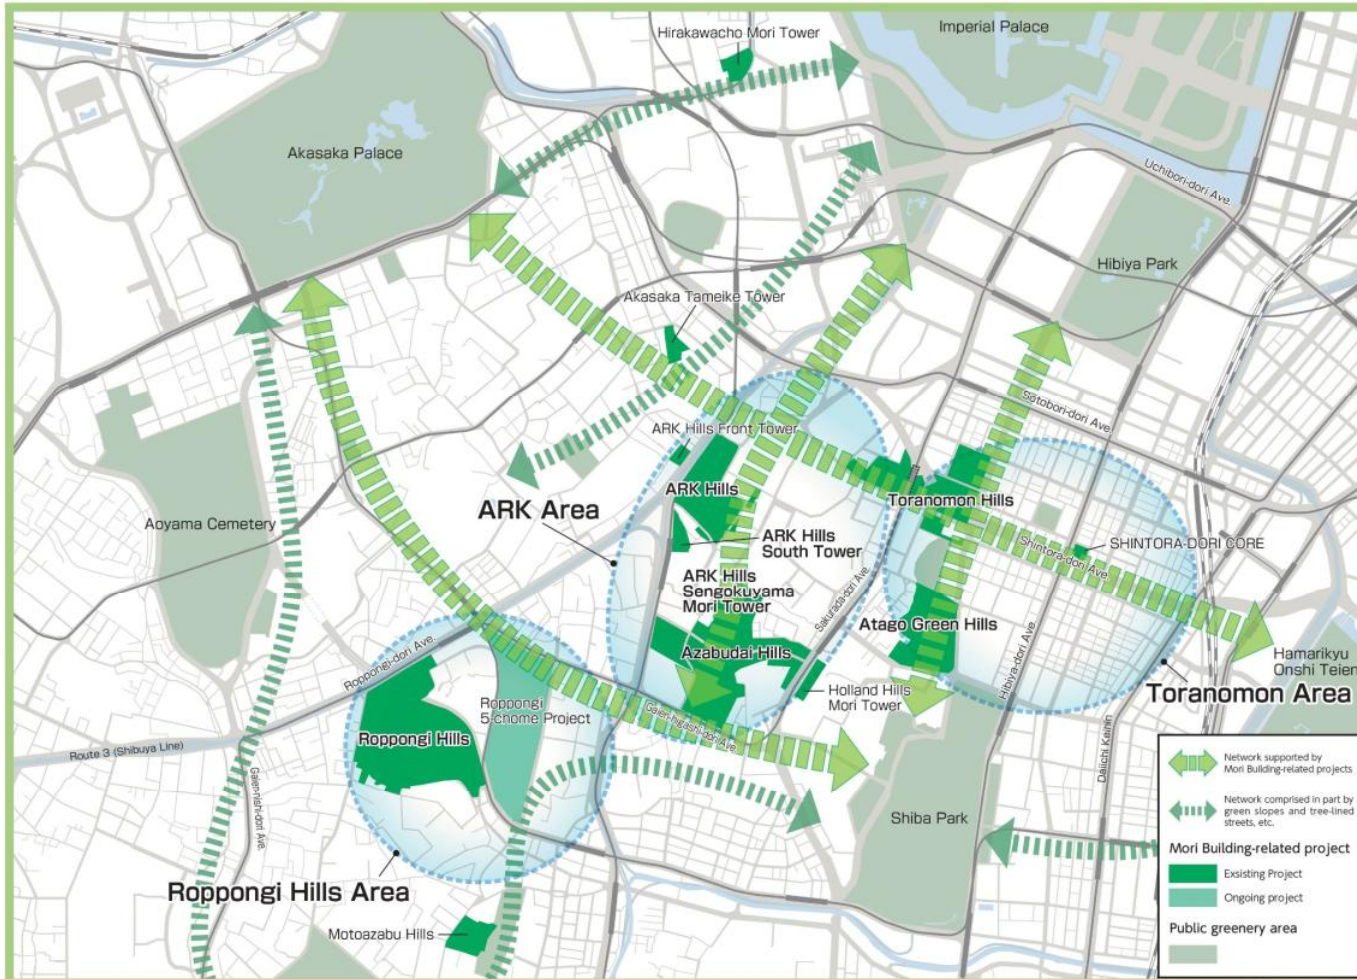 Hirakawacho Mori Tower
Imperial Palace
Akasaka Palace
Uchibori-dori Ave.
Hibiya Park
Akasaka Tameike Tower
Sotobori-dori Ave.
ARK Hills Front Tower
ARK Hills
ARK Area
Toranomon Hills
Aoyama Cemetery
ARK Hills
South Tower
Shintora-dori Ave.
SHINTORA-DORI CORE
ARK Hills
Sengokuyama
Mori Tower
Sakurada-dori Ave.
Atago Green Hills
Hibiya-dori Ave.
Azabudai Hills
Hamarikyu
Onshi Teien
Roppongi-dori Ave.
Holland Hills
Mori Tower
Toranomon Area
Roppongi
5-chome Project
Gaien-higashi-dori Ave.
Roppongi Hills
Route 3 (Shibuya Line)
Gaien-nishi-dori Ave.
Daiichi Keihin
Shiba Park
Roppongi Hills Area
Motoazabu Hills
Network supported by
Mori Building-related projects
Network comprised in part by
green slopes and tree-lined
streets, etc.
Mori Building-related project
Exsisting Project
Ongoing project
Public greenery area